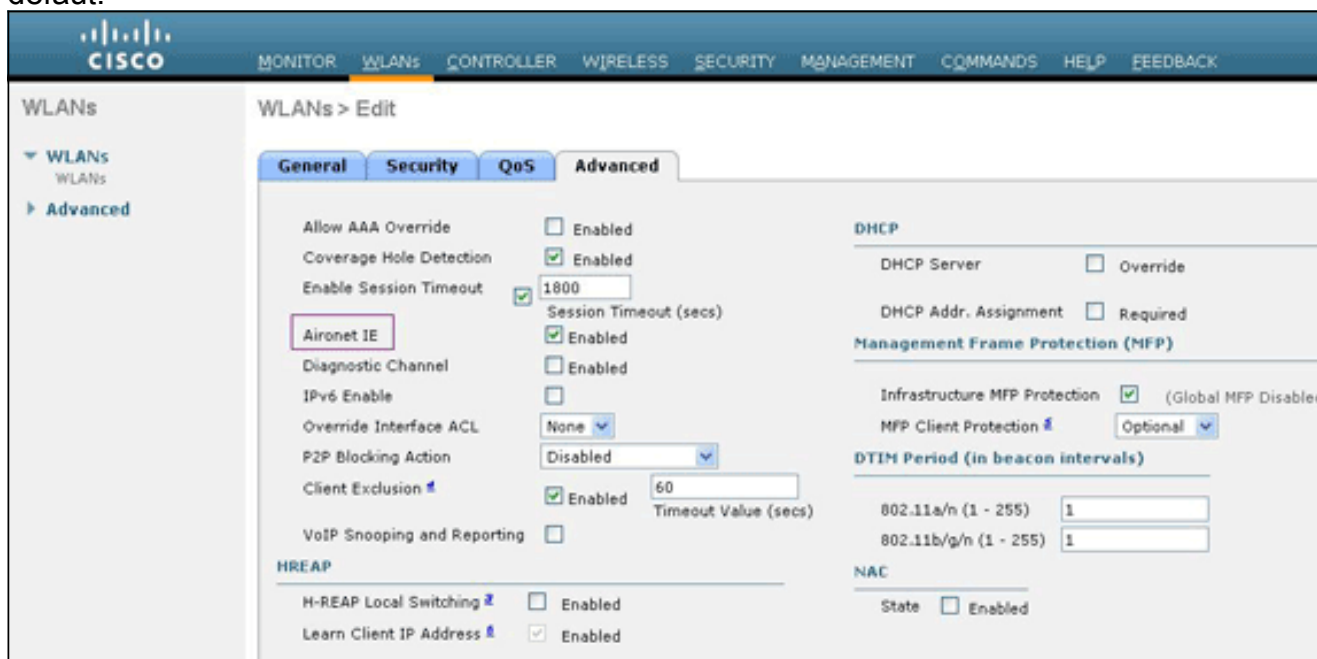 défaut.
CISCO
MONITOR WLANs CONTROLLER WIRELESS SECURITY MANAGEMENT COMMANDS HELP FEEDBACK
WLANs
WLANs
WLANs
Advanced
WLANs > Edit
General Security QoS Advanced
Allow AAA Override Enabled
Coverage Hole Detection Enabled
Enable Session Timeout 1800
Session Timeout (secs)
Aironet IE Enabled
Diagnostic Channel Enabled
IPv6 Enable
Override Interface ACL None
P2P Blocking Action Disabled
Client Exclusion Enabled 60
Timeout Value (secs)
VoIP Snooping and Reporting
HREAP
H-REAP Local Switching 2 Enabled
Learn Client IP Address Enabled
DHCP
DHCP Server Override
DHCP Addr. Assignment Required
Management Frame Protection (MFP)
Infrastructure MFP Protection (Global MFP Disabled
MFP Client Protection Optional
DTIM Period (in beacon intervals)
802.11a/n (1 - 255) 1
802.11b/g/n (1 - 255) 1
NAC
State Enabled